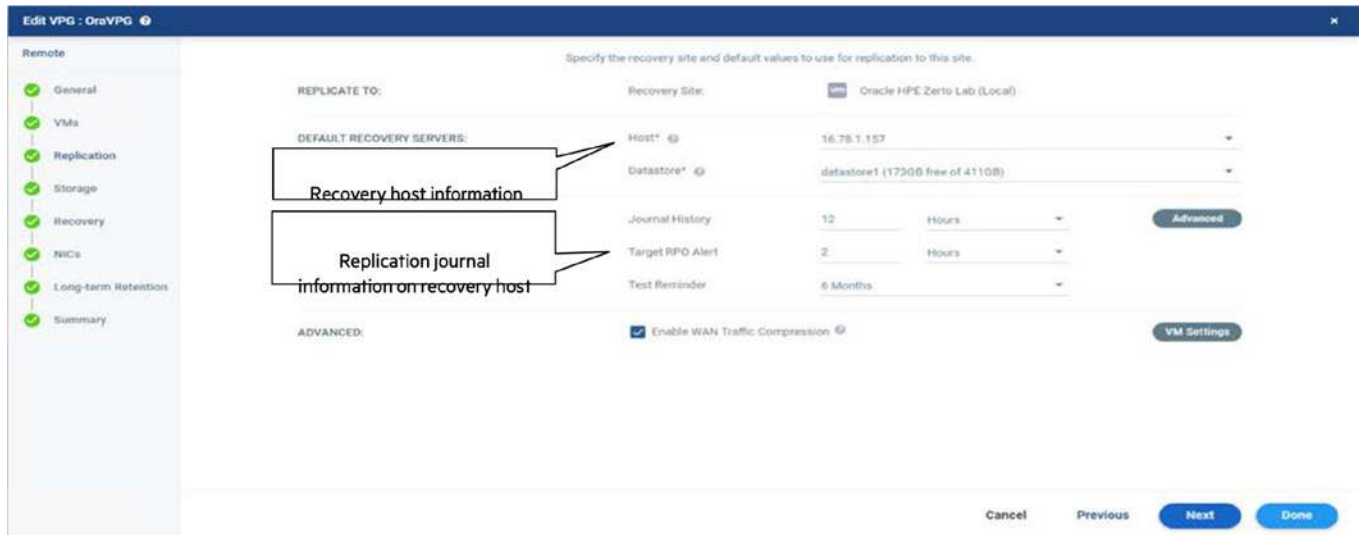 Edit VPG : OraVPG ?
Remote
General
VMs
Replication
Storage
Recovery
NICs
Long-term Retention
Summary
Specify the recovery site and default values to use for replication to this site.
REPLICATE TO: Recovery Site: Oracle HPE Zerto Lab (Local)
DEFAULT RECOVERY SERVERS: Host* ? 16.78.1.157
Datastore* ? datastore1 (173GB free of 411GB)
Recovery host information
Journal History 12 Hours Advanced
Target RPO Alert 2 Hours
Test Reminder 6 Months
Replication journal
information on recovery host
ADVANCED: Enable WAN Traffic Compression ? VM Settings
Cancel Previous Next Done